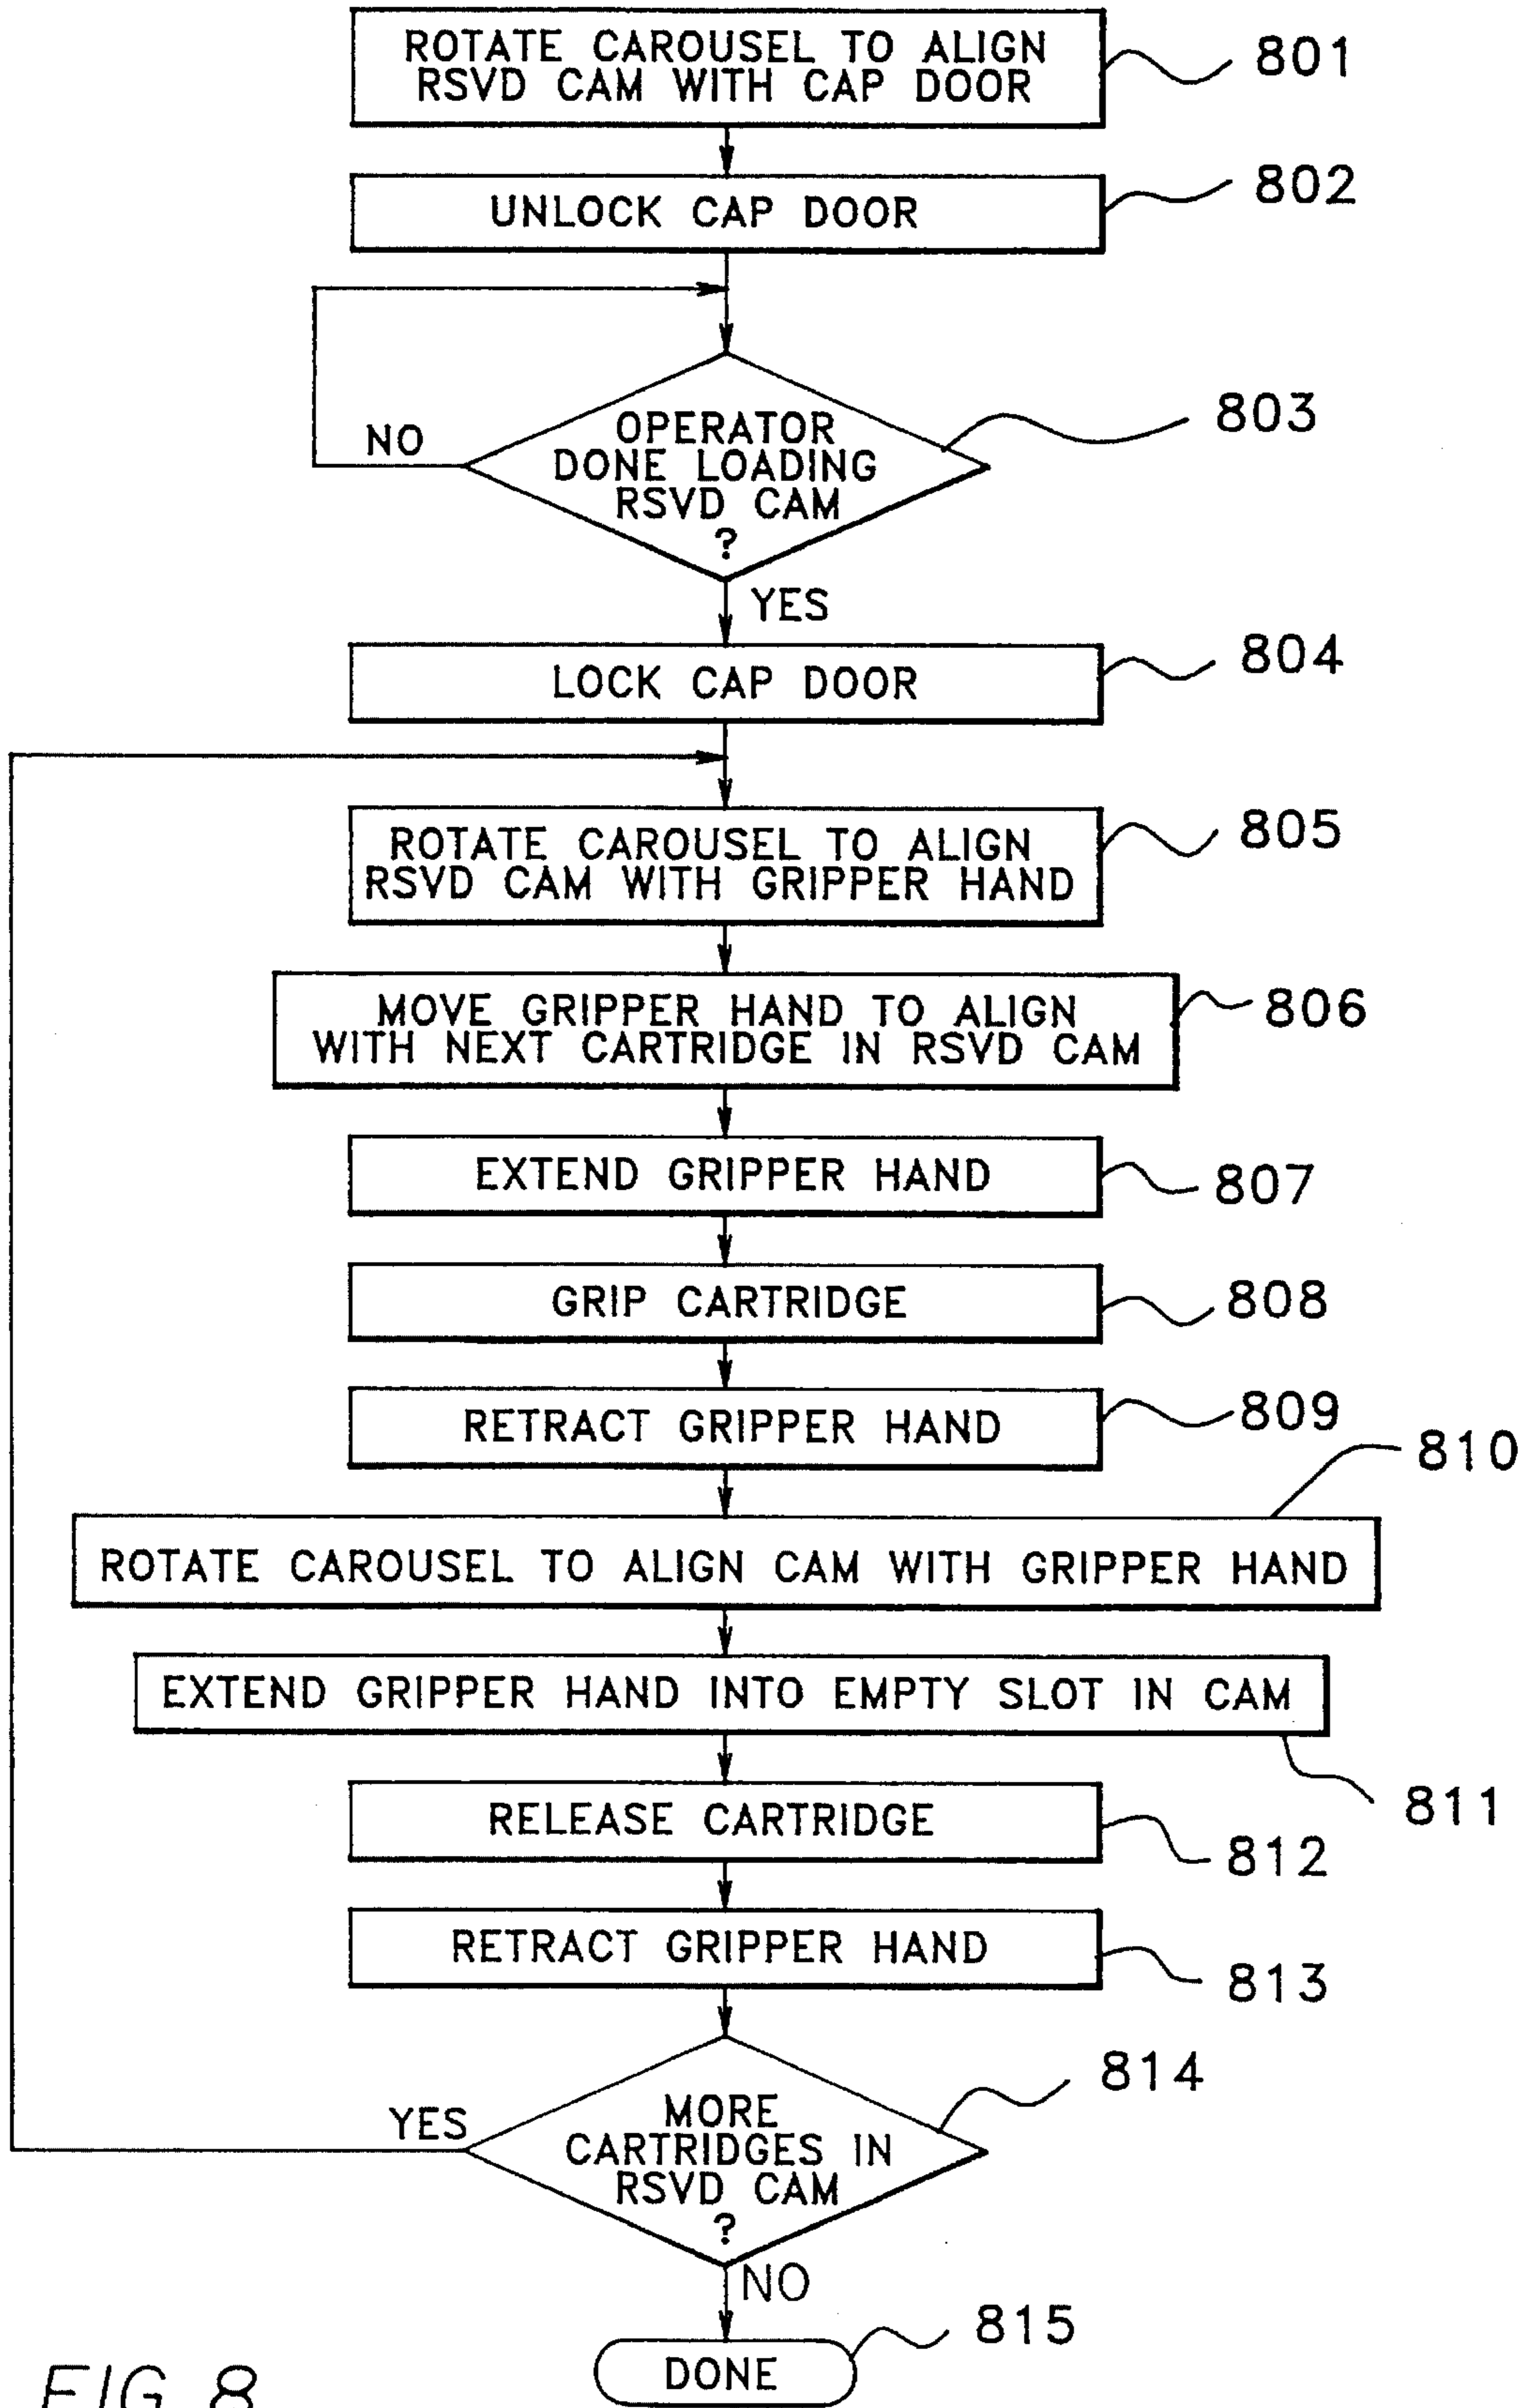 ROTATE CAROUSEL TO ALIGN
RSVD CAM WITH CAP DOOR
801
UNLOCK CAP DOOR
802
OPERATOR
DONE LOADING
RSVD CAM
?
803
NO
YES
LOCK CAP DOOR
804
ROTATE CAROUSEL TO ALIGN
RSVD CAM WITH GRIPPER HAND
805
MOVE GRIPPER HAND TO ALIGN
WITH NEXT CARTRIDGE IN RSVD CAM
806
EXTEND GRIPPER HAND
807
GRIP CARTRIDGE
808
RETRACT GRIPPER HAND
809
ROTATE CAROUSEL TO ALIGN CAM WITH GRIPPER HAND
810
EXTEND GRIPPER HAND INTO EMPTY SLOT IN CAM
811
RELEASE CARTRIDGE
812
RETRACT GRIPPER HAND
813
MORE
CARTRIDGES IN
RSVD CAM
?
814
YES
NO
DONE
815
FIG 8